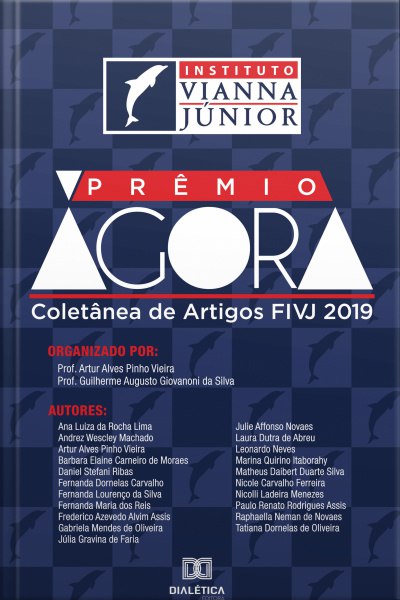 INSTITUTO
VIANNA
JÚNIOR
PRÊMIO
ÁGORA
Coletânea de Artigos FIVJ 2019
ORGANIZADO POR:
Prof. Artur Alves Pinho Vieira
Prof. Guilherme Augusto Giovanoni da Silva
AUTORES:
Ana Luiza da Rocha Lima
Andrez Wescley Machado
Artur Alves Pinho Vieira
Barbara Elaine Carneiro de Moraes
Daniel Stefani Ribas
Fernanda Dornelas Carvalho
Fernanda Lourenço da Silva
Fernanda Maria dos Reis
Frederico Azevedo Alvim Assis
Gabriela Mendes de Oliveira
Júlia Gravina de Faria
Julie Affonso Novaes
Laura Dutra de Abreu
Leonardo Neves
Marina Quirino Itaborahy
Matheus Daibert Duarte Silva
Nicole Carvalho Ferreira
Nicolli Ladeira Menezes
Paulo Renato Rodrigues Assis
Raphaella Neman de Novaes
Tatiana Dornelas de Oliveira
DIALÉTICA
EDITORA